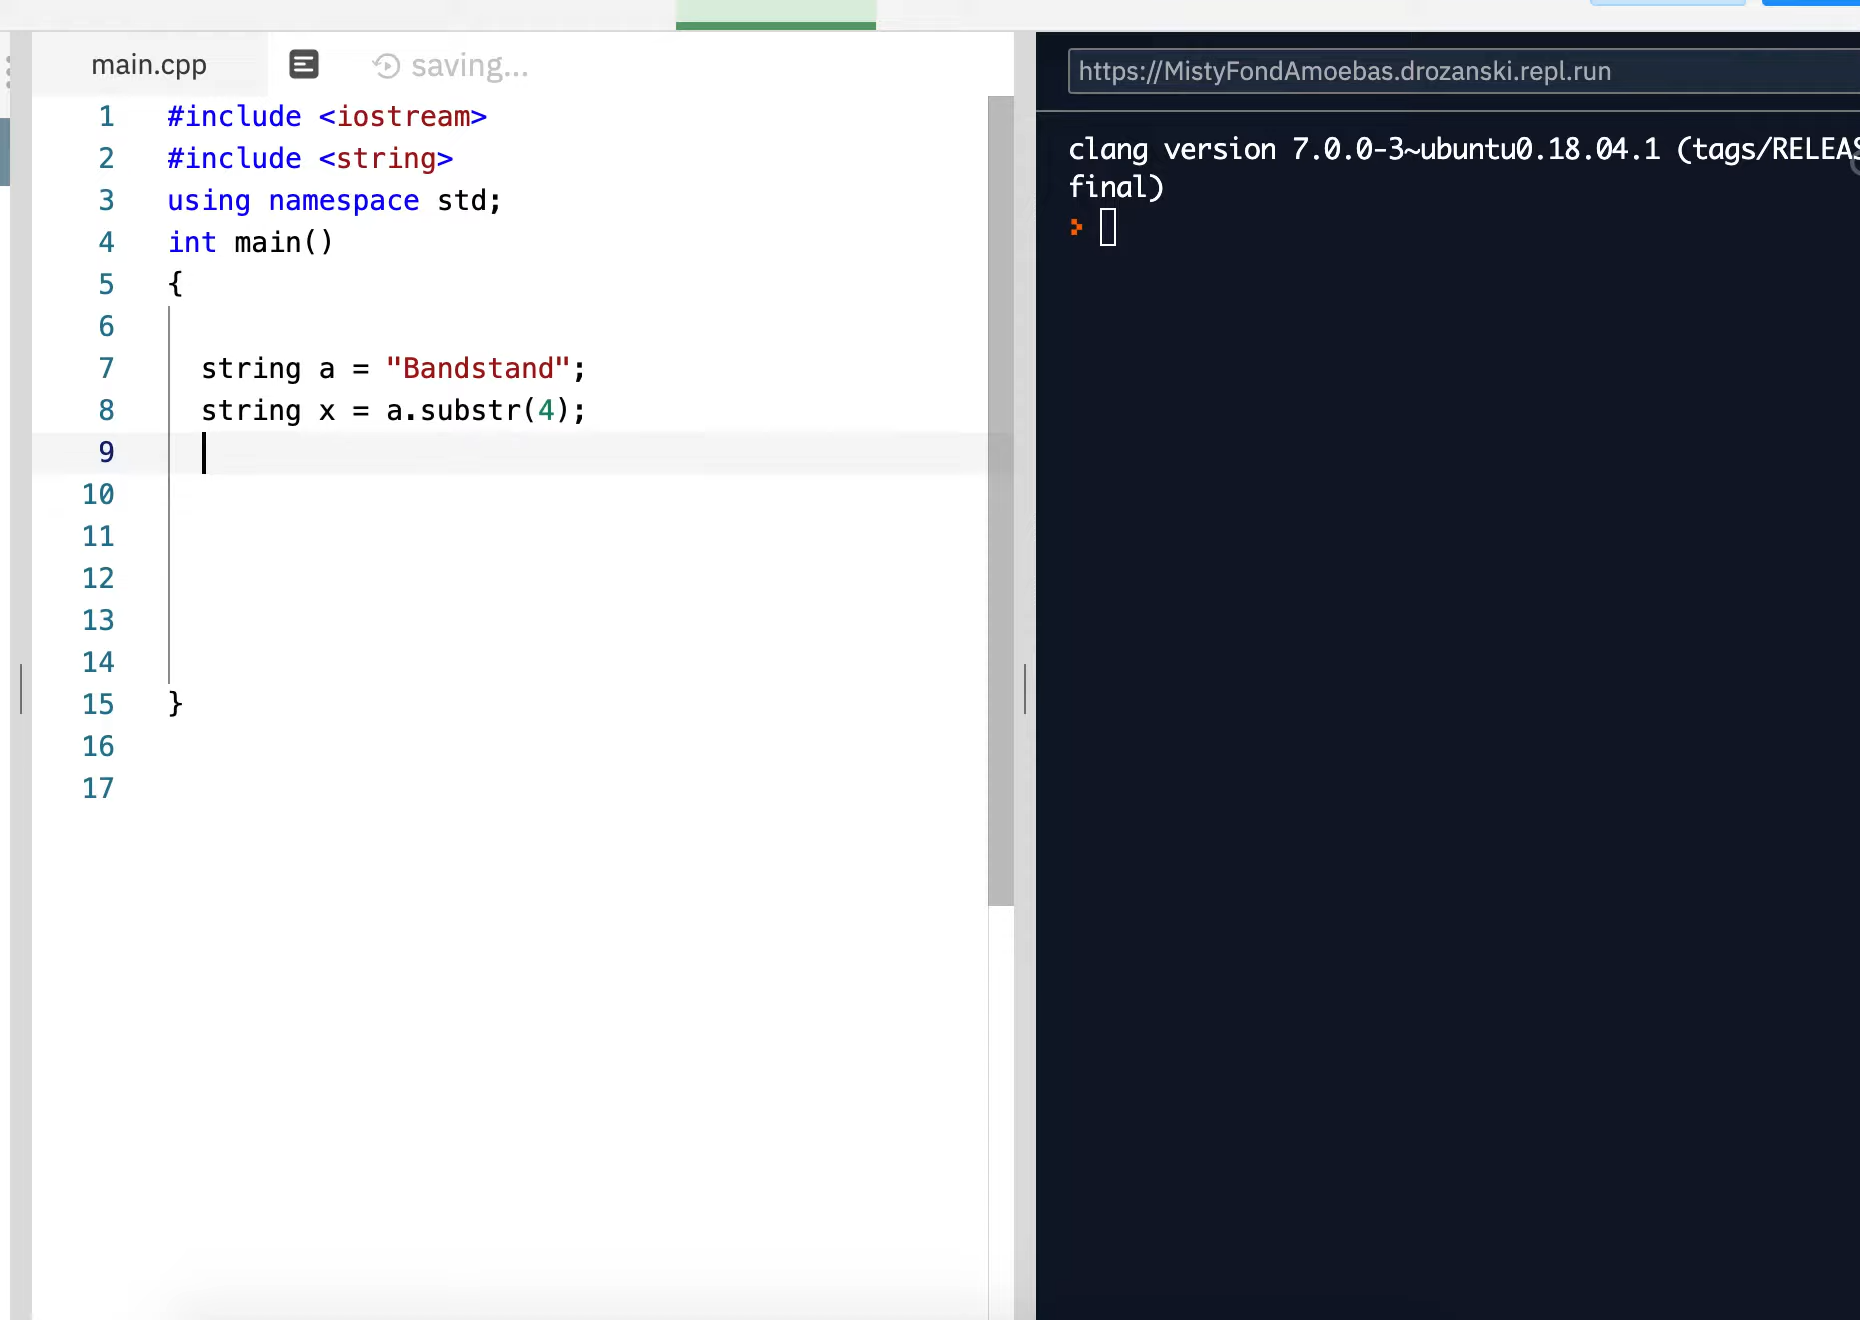 main.cpp saving...
https://MistyFondAmoebas.drozanski.repl.run
1 #include <iostream>
2 #include <string>
3 using namespace std;
4 int main()
5 {
6
7 string a = "Bandstand";
8 string x = a.substr(4);
9
10
11
12
13
14
15 }
16
17
clang version 7.0.0-3~ubuntu0.18.04.1 (tags/RELEAS
final)